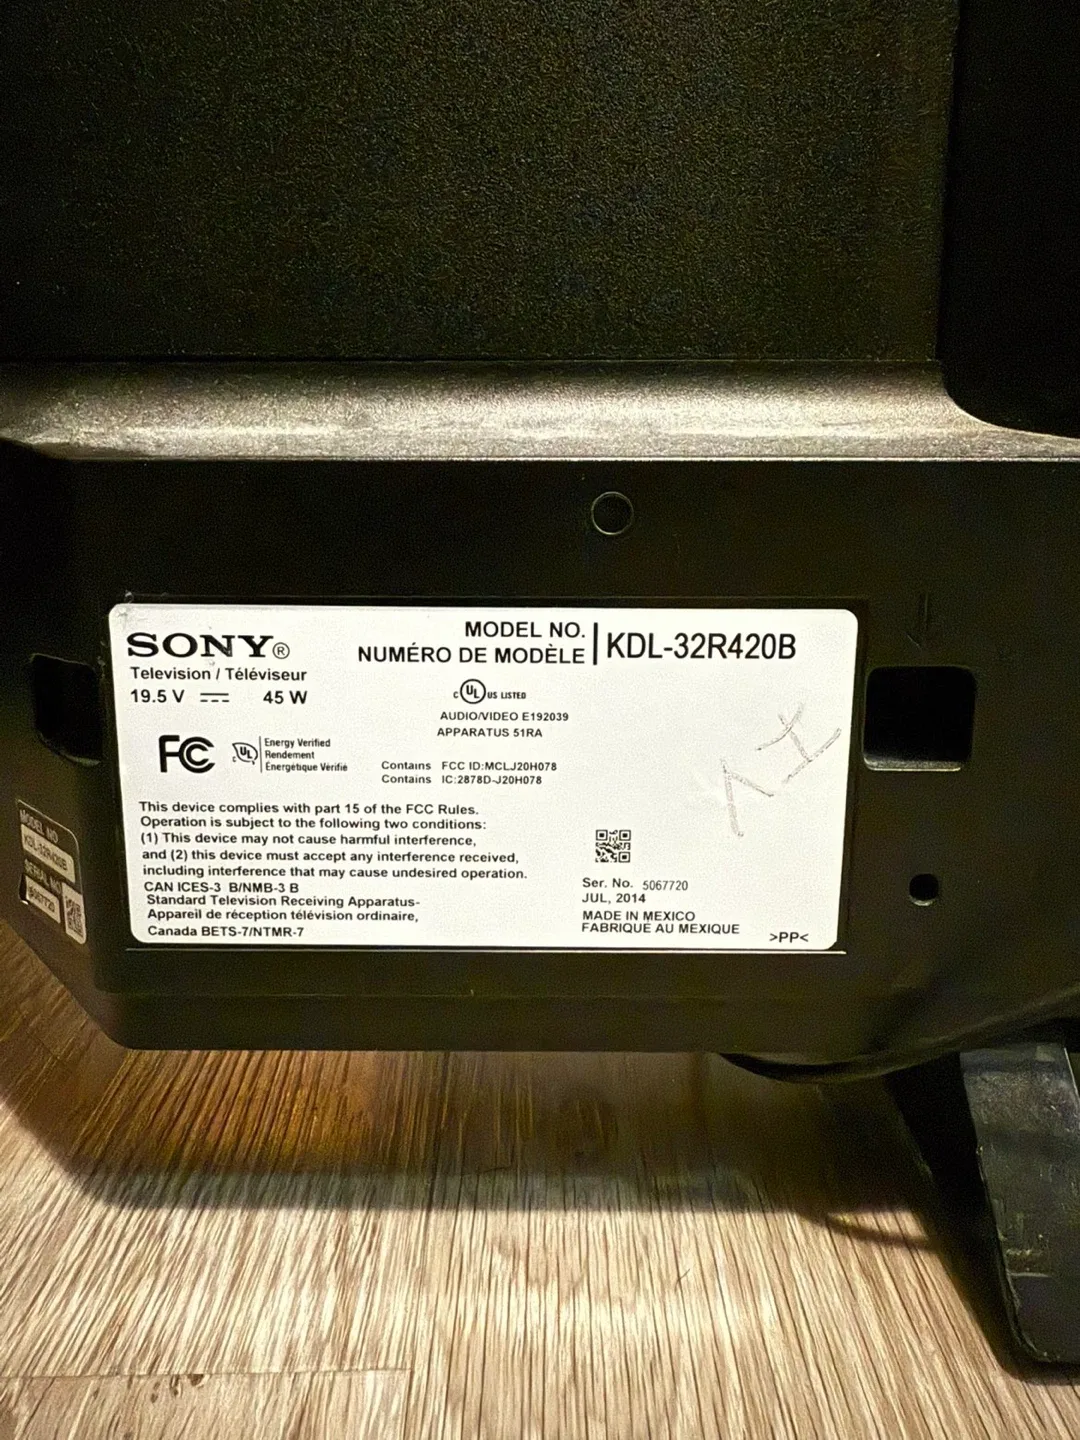 SONY®
MODEL NO.
NUMÉRO DE MODÈLE
KDL-32R420B
Television / Téléviseur
19.5 V ⎓ 45 W
c UL US LISTED
AUDIO/VIDEO E192039
APPARATUS 51RA
FC
UL
Energy Verified
Rendement
Energétique Vérifié
Contains FCC ID:MCLJ20H078
Contains IC:2878D-J20H078
This device complies with part 15 of the FCC Rules.
Operation is subject to the following two conditions:
(1) This device may not cause harmful interference,
and (2) this device must accept any interference received,
including interference that may cause undesired operation.
CAN ICES-3 B/NMB-3 B
Standard Television Receiving Apparatus-
Appareil de réception télévision ordinaire,
Canada BETS-7/NTMR-7
Ser. No. 5067720
JUL, 2014
MADE IN MEXICO
FABRIQUE AU MEXIQUE
>PP<
MODEL NO
KDL-32R420B
SERIAL NO
5067720